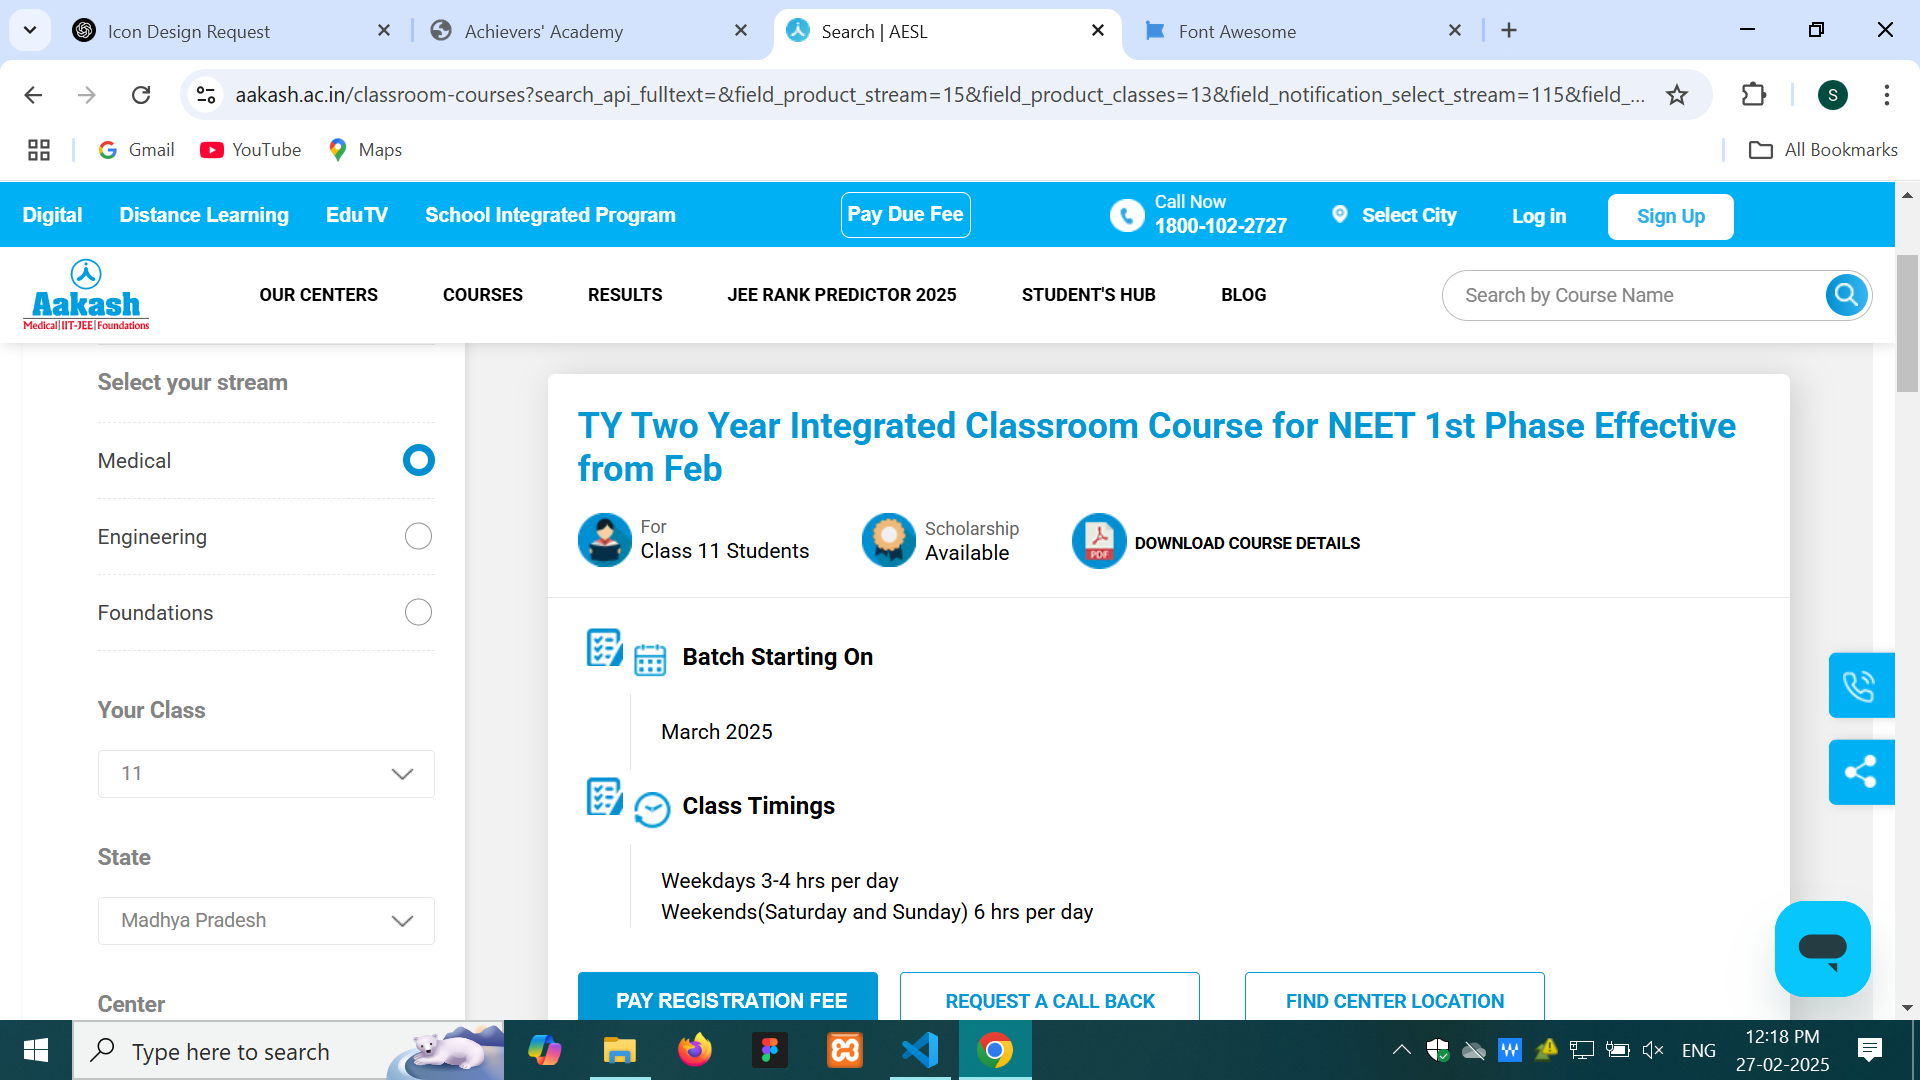 Icon Design Request
Achievers' Academy
Search | AESL
Font Awesome
aakash.ac.in/classroom-courses?search_api_fulltext=&field_product_stream=15&field_product_classes=13&field_notification_select_stream=115&field_...
S
Gmail
YouTube
Maps
All Bookmarks
Digital
Distance Learning
EduTV
School Integrated Program
Pay Due Fee
Call Now
1800-102-2727
Select City
Log in
Sign Up
Aakash
Medical|IIT-JEE|Foundations
OUR CENTERS
COURSES
RESULTS
JEE RANK PREDICTOR 2025
STUDENT'S HUB
BLOG
Search by Course Name
Select your stream
Medical
Engineering
Foundations
Your Class
11
State
Madhya Pradesh
Center
TY Two Year Integrated Classroom Course for NEET 1st Phase Effective
from Feb
For
Class 11 Students
Scholarship
Available
PDF
DOWNLOAD COURSE DETAILS
Batch Starting On
March 2025
Class Timings
Weekdays 3-4 hrs per day
Weekends(Saturday and Sunday) 6 hrs per day
PAY REGISTRATION FEE
REQUEST A CALL BACK
FIND CENTER LOCATION
Type here to search
W
ENG
12:18 PM
27-02-2025